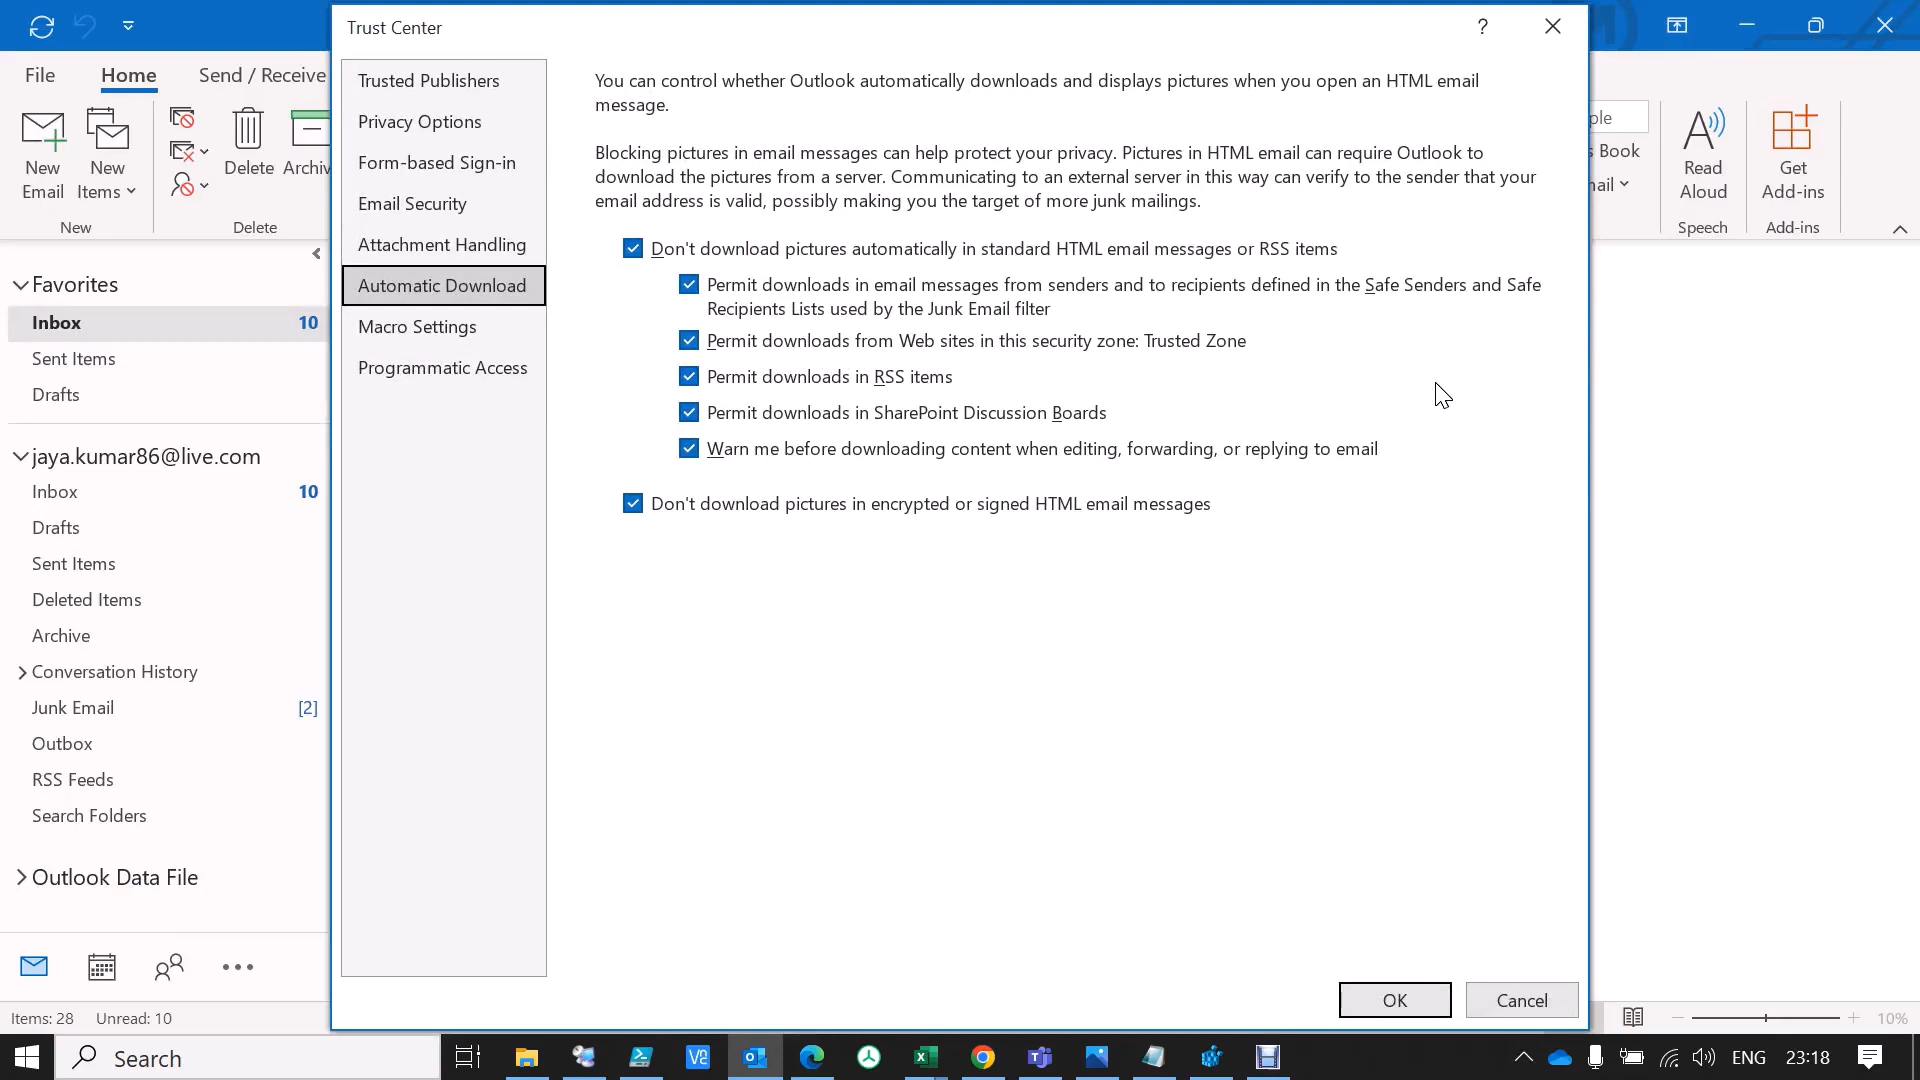 Trust Center
?
File
Home
Send / Receive
New Email
New Items
Delete
Archiv
New
Delete
Book
Read Aloud
Get Add-ins
Speech
Add-ins
Favorites
Inbox 10
Sent Items
Drafts
jaya.kumar86@live.com
Inbox 10
Drafts
Sent Items
Deleted Items
Archive
Conversation History
Junk Email [2]
Outbox
RSS Feeds
Search Folders
Outlook Data File
Items: 28 Unread: 10
Trusted Publishers
Privacy Options
Form-based Sign-in
Email Security
Attachment Handling
Automatic Download
Macro Settings
Programmatic Access
You can control whether Outlook automatically downloads and displays pictures when you open an HTML email
message.
Blocking pictures in email messages can help protect your privacy. Pictures in HTML email can require Outlook to
download the pictures from a server. Communicating to an external server in this way can verify to the sender that your
email address is valid, possibly making you the target of more junk mailings.
Don't download pictures automatically in standard HTML email messages or RSS items
Permit downloads in email messages from senders and to recipients defined in the Safe Senders and Safe
Recipients Lists used by the Junk Email filter
Permit downloads from Web sites in this security zone: Trusted Zone
Permit downloads in RSS items
Permit downloads in SharePoint Discussion Boards
Warn me before downloading content when editing, forwarding, or replying to email
Don't download pictures in encrypted or signed HTML email messages
OK
Cancel
10%
Search
ENG
23:18